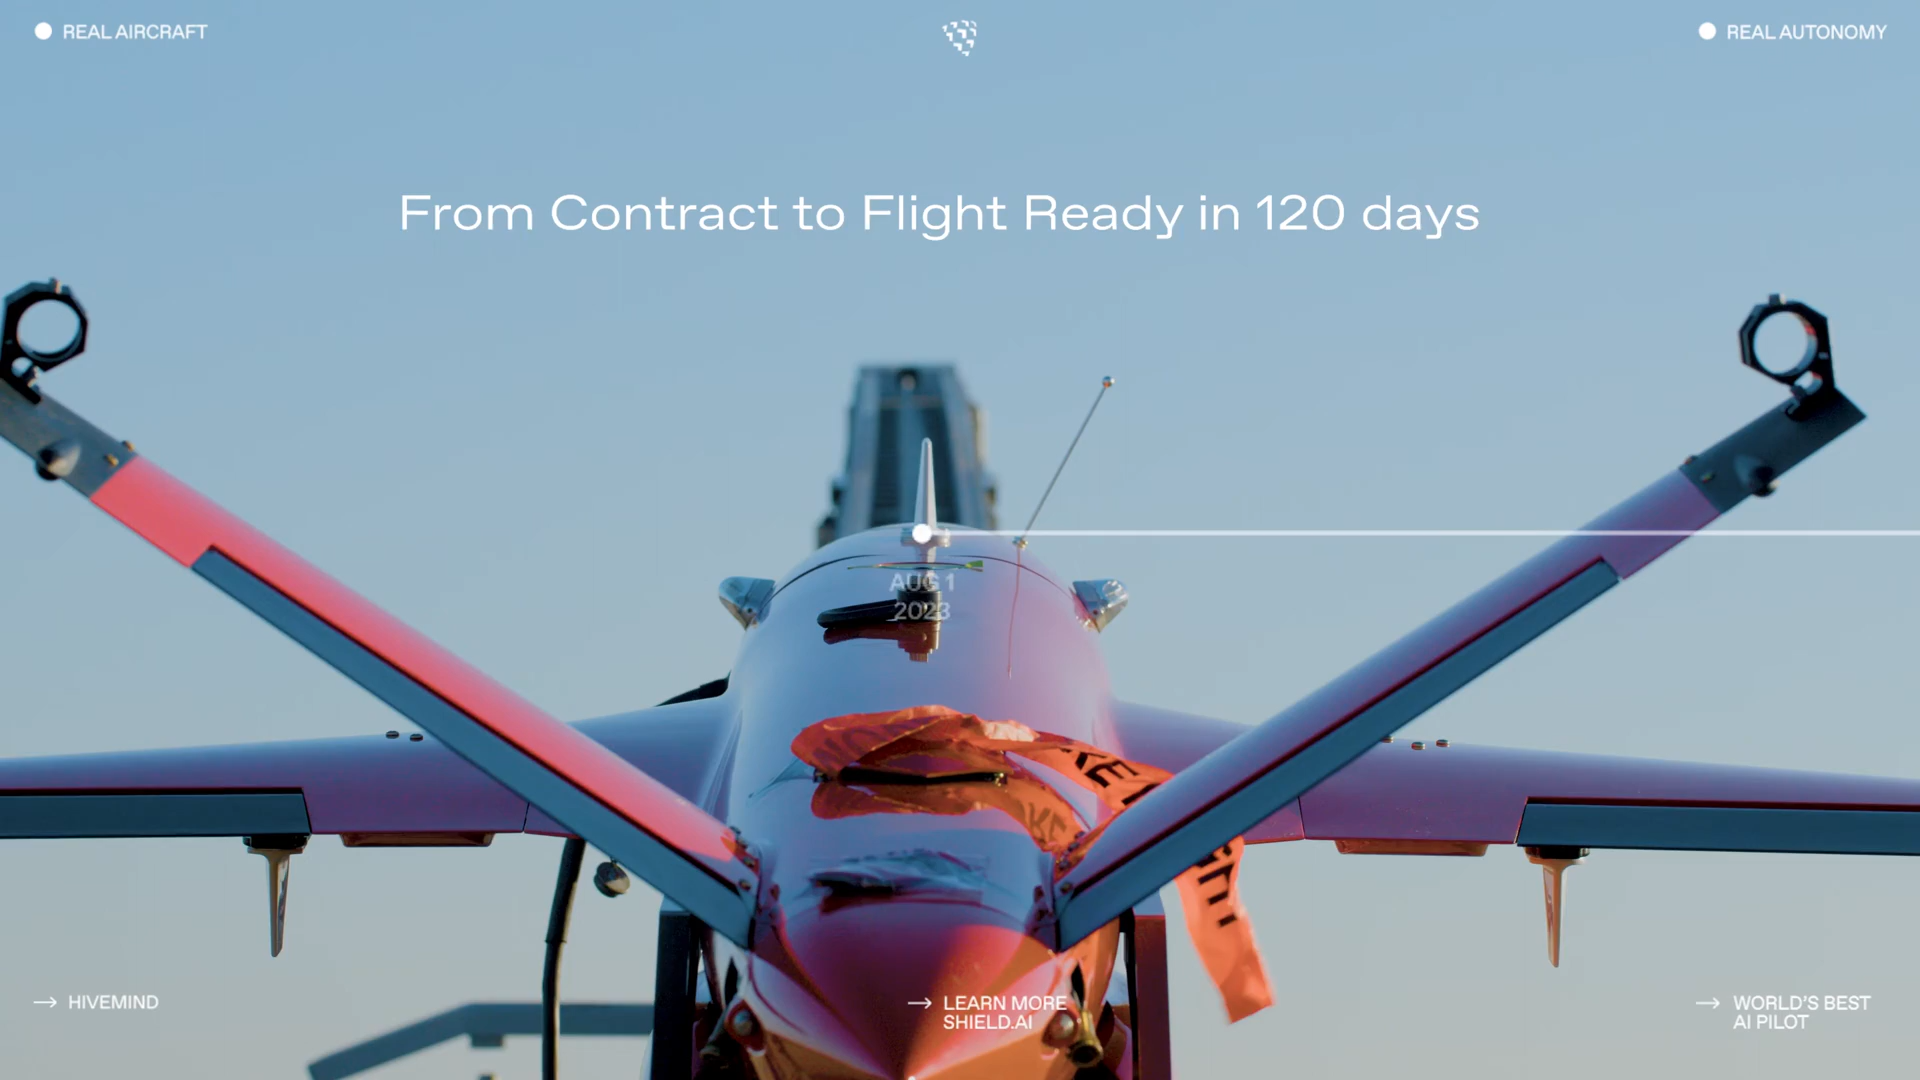 REAL AIRCRAFT
REAL AUTONOMY
From Contract to Flight Ready in 120 days
AUG 1
2023
HIVEMIND
LEARN MORE
SHIELD.AI
WORLD'S BEST
AI PILOT